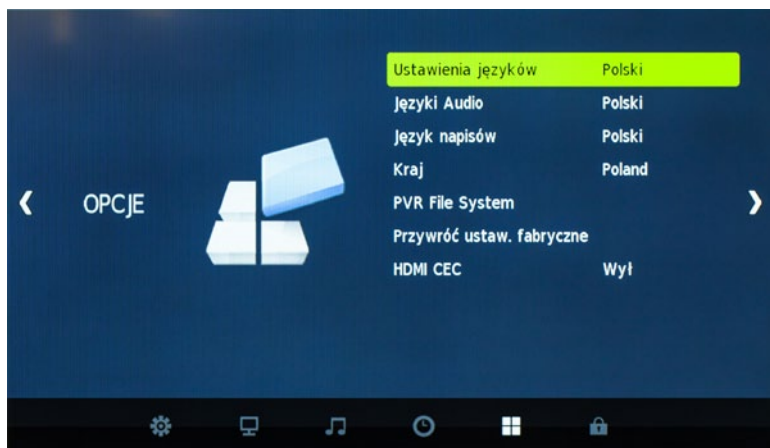 Ustawienia języków Polski
Języki Audio Polski
Język napisów Polski
Kraj Poland
OPCJE
PVR File System
Przywróć ustaw. fabryczne
HDMI CEC Wył